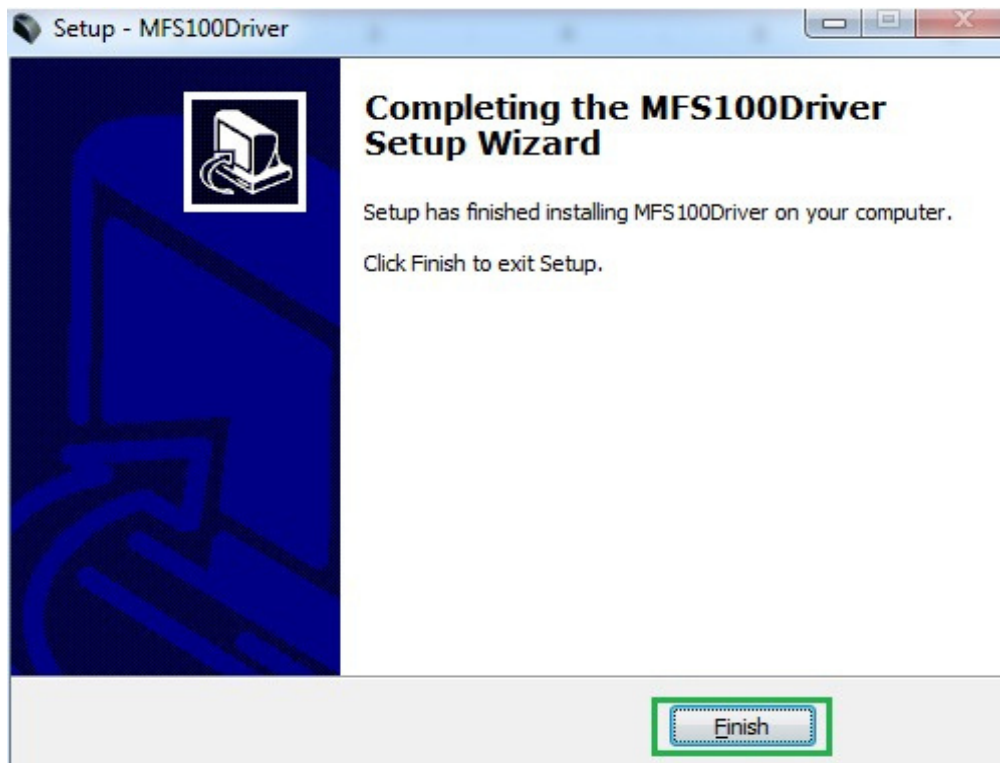 Setup - MFS100Driver
Completing the MFS100Driver
Setup Wizard
Setup has finished installing MFS100Driver on your computer.
Click Finish to exit Setup.
Finish